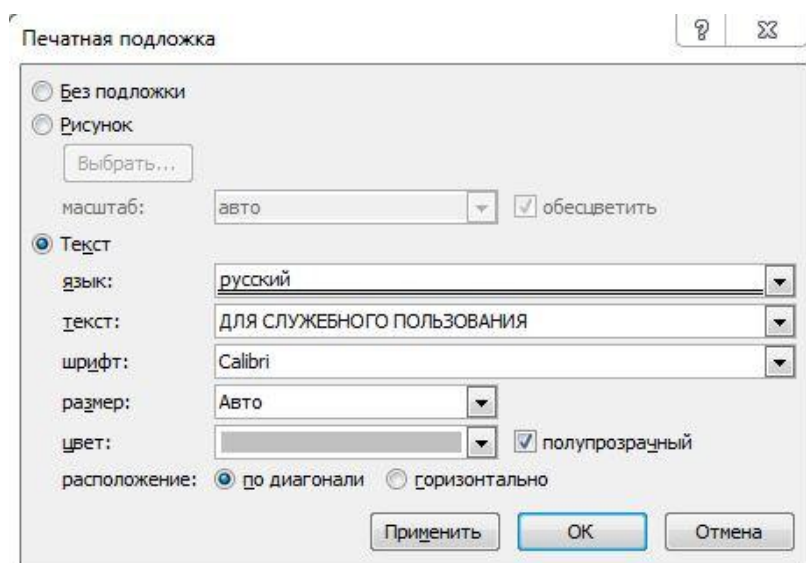 Печатная подложка
Без подложки
Рисунок
Выбрать...
масштаб: авто обесцветить
Текст
язык: русский
текст: ДЛЯ СЛУЖЕБНОГО ПОЛЬЗОВАНИЯ
шрифт: Calibri
размер: Авто
цвет: полупрозрачный
расположение: по диагонали горизонтально
Применить ОК Отмена